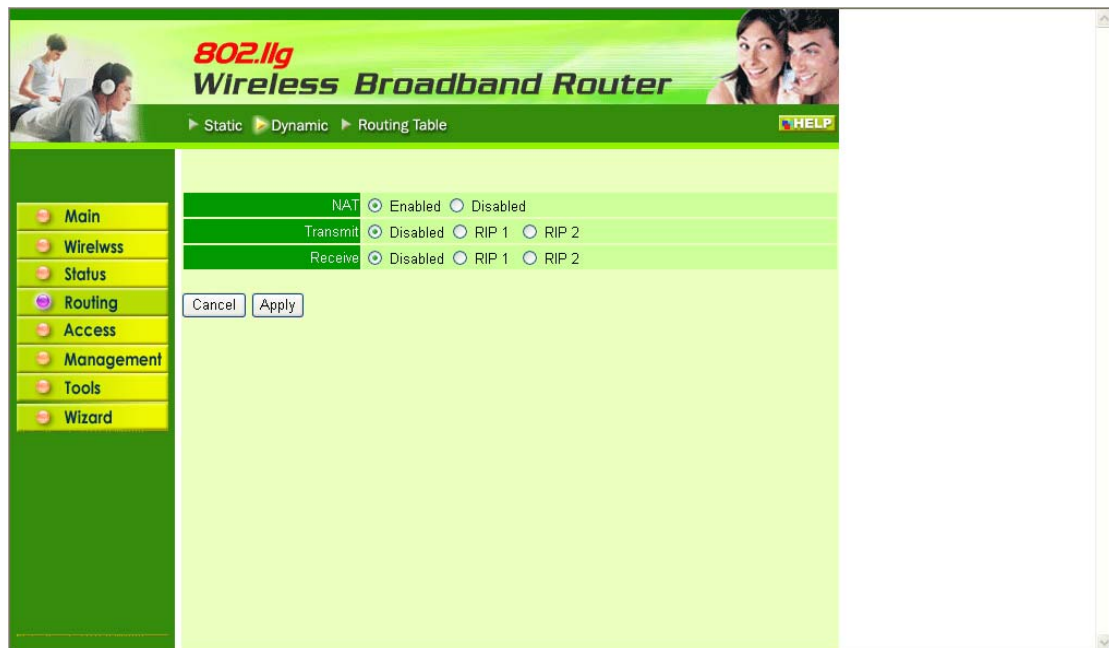 802.11g
Wireless Broadband Router
Static Dynamic Routing Table HELP
Main
Wirelwss
Status
Routing
Access
Management
Tools
Wizard
NAT Enabled Disabled
Transmit Disabled RIP 1 RIP 2
Receive Disabled RIP 1 RIP 2
Cancel Apply